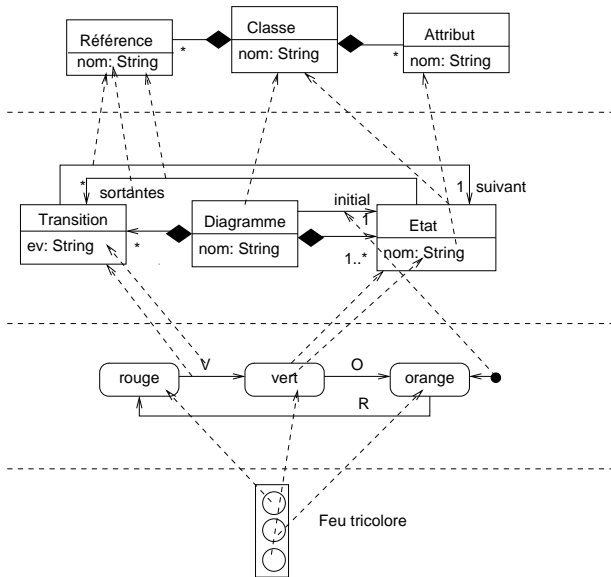 Référence
nom: String
*
Classe
nom: String
*
Attribut
nom: String
*
sortantes
1
suivant
initial
Transition
ev: String
*
Diagramme
nom: String
1
1..*
Etat
nom: String
rouge
V
vert
O
orange
R
Feu tricolore